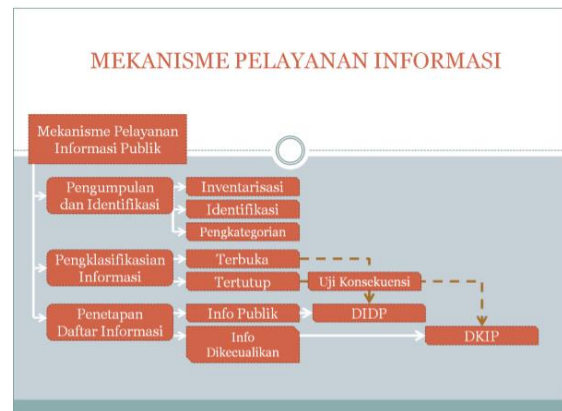 MEKANISME PELAYANAN INFORMASI
Mekanisme Pelayanan
Informasi Publik
Pengumpulan
dan Identifikasi
Inventarisasi
Identifikasi
Pengkategorian
Pengklasifikasian
Informasi
Terbuka
Tertutup
Uji Konsekuensi
Penetapan
Daftar Informasi
Info Publik
DIDP
Info
Dikecualikan
DKIP